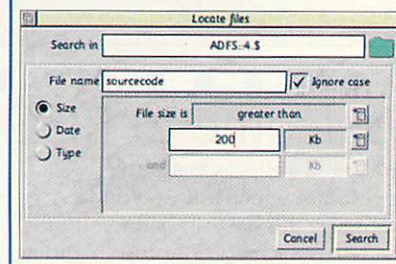 Locate files
Search in ADFS::4.$
File name sourcecode Ignore case
Size File size is greater than
Date 200 Kb
Type and Kb
Cancel Search